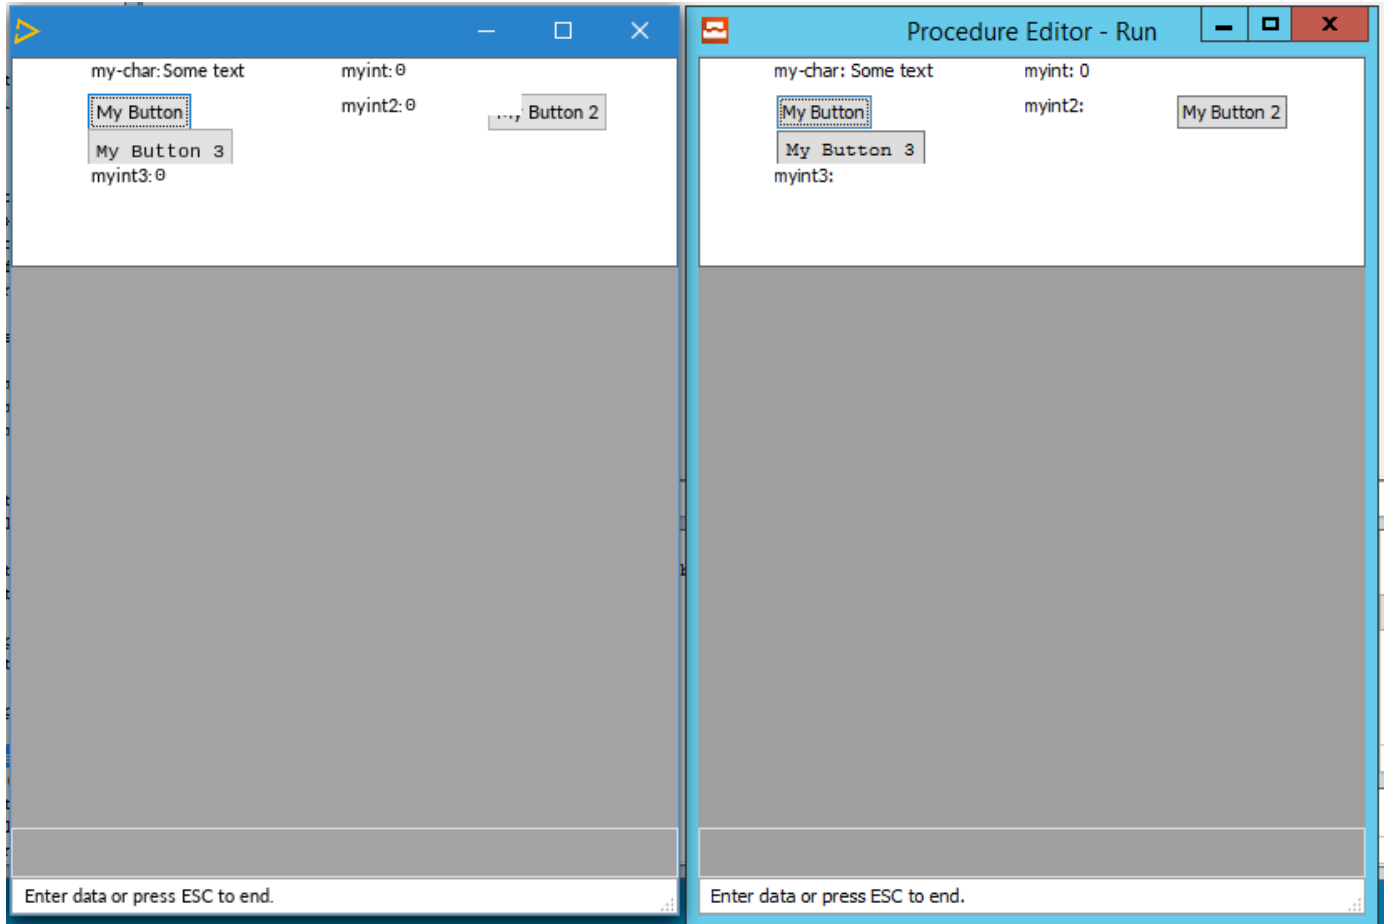 my-char: Some text myint: 0
My Button myint2: 0 Button 2
My Button 3
myint3: 0
Enter data or press ESC to end.
Procedure Editor - Run
my-char: Some text myint: 0
My Button myint2: My Button 2
My Button 3
myint3:
Enter data or press ESC to end.